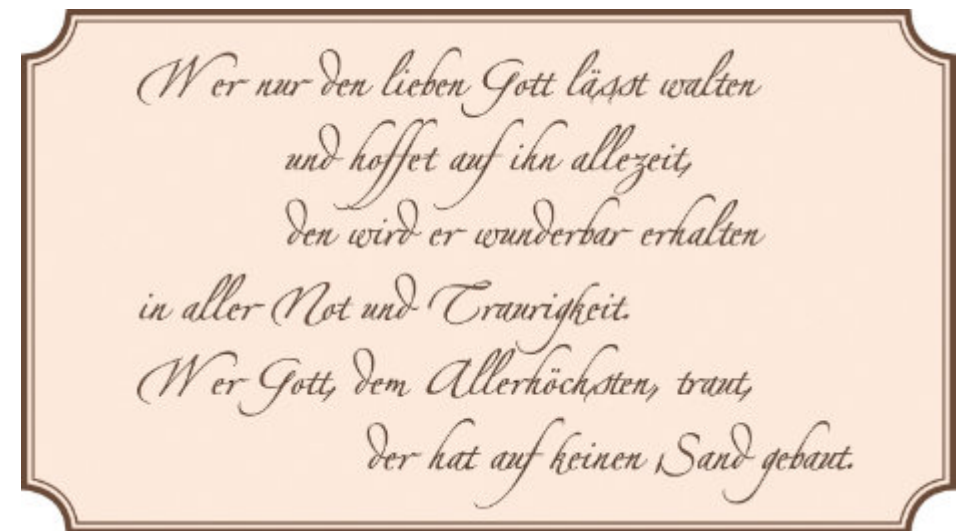 Wer nur den lieben Gott lässt walten
und hoffet auf ihn allezeit,
den wird er wunderbar erhalten
in aller Not und Traurigkeit.
Wer Gott, dem Allerhöchsten, traut,
der hat auf keinen Sand gebaut.